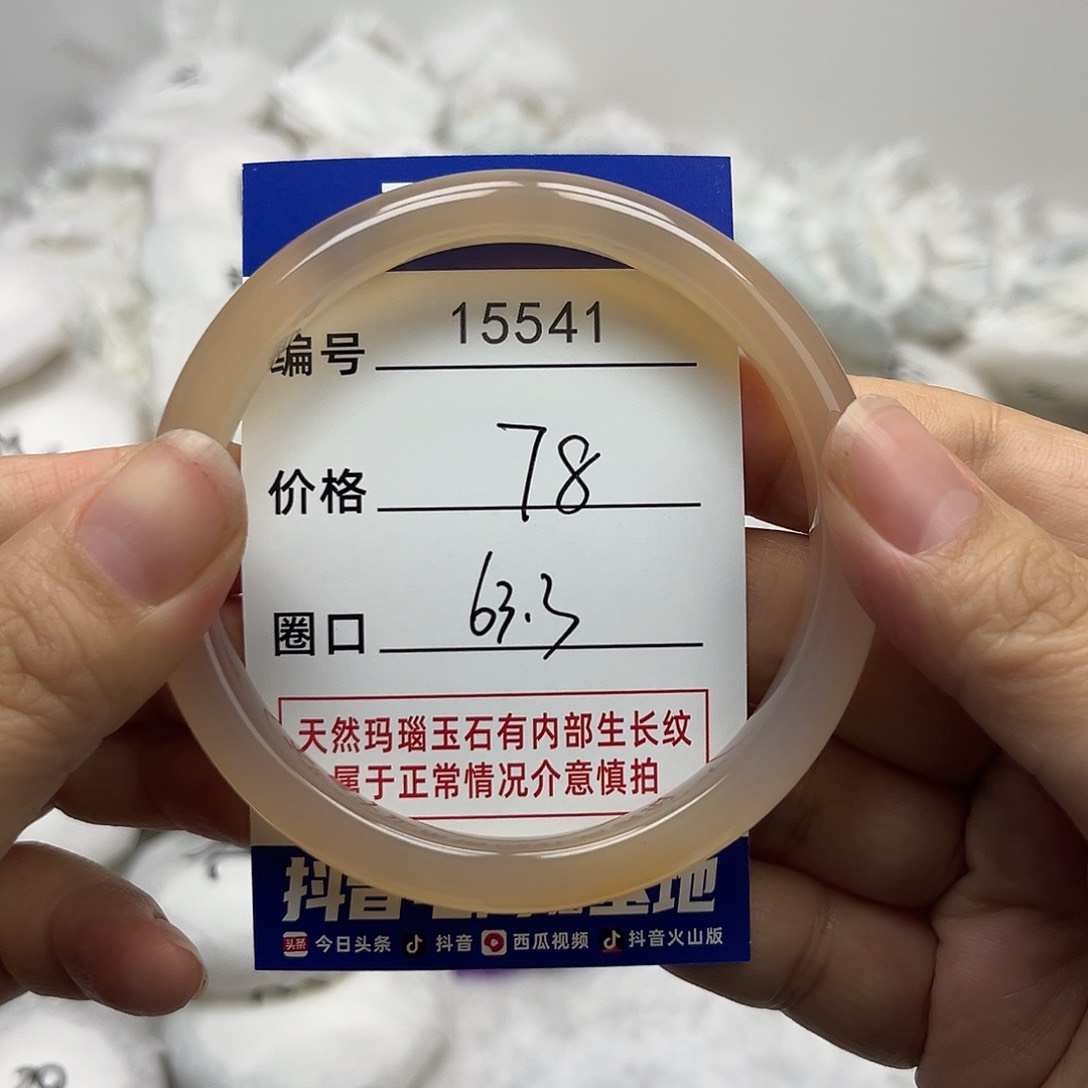 编号 15541
价格 78
圈口 63.3
天然玛瑙玉石有内部生长纹
属于正常情况介意慎拍
抖音
基地
今日头条 抖音 西瓜视频 抖音火山版